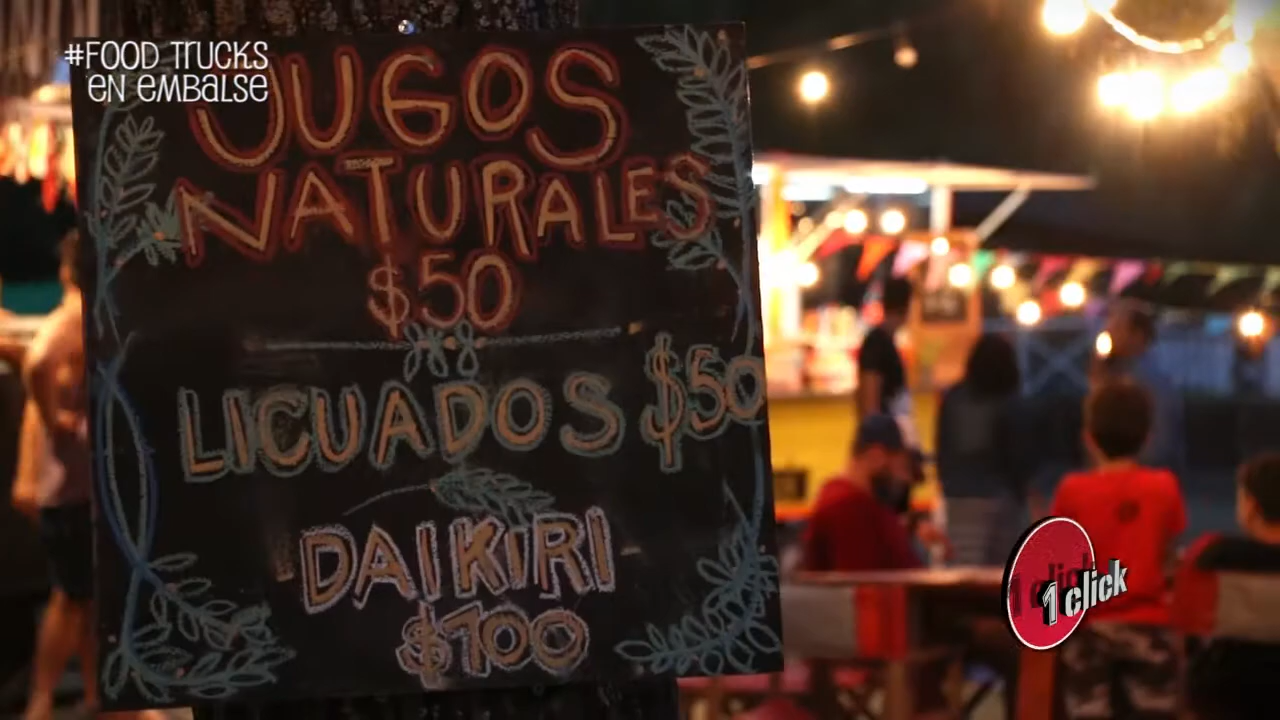 #FOOD TRUCKS
EN EMBALSE
JUGOS
NATURALES
$50
LICUADOS $50
DAIKIRI
$100
1 click